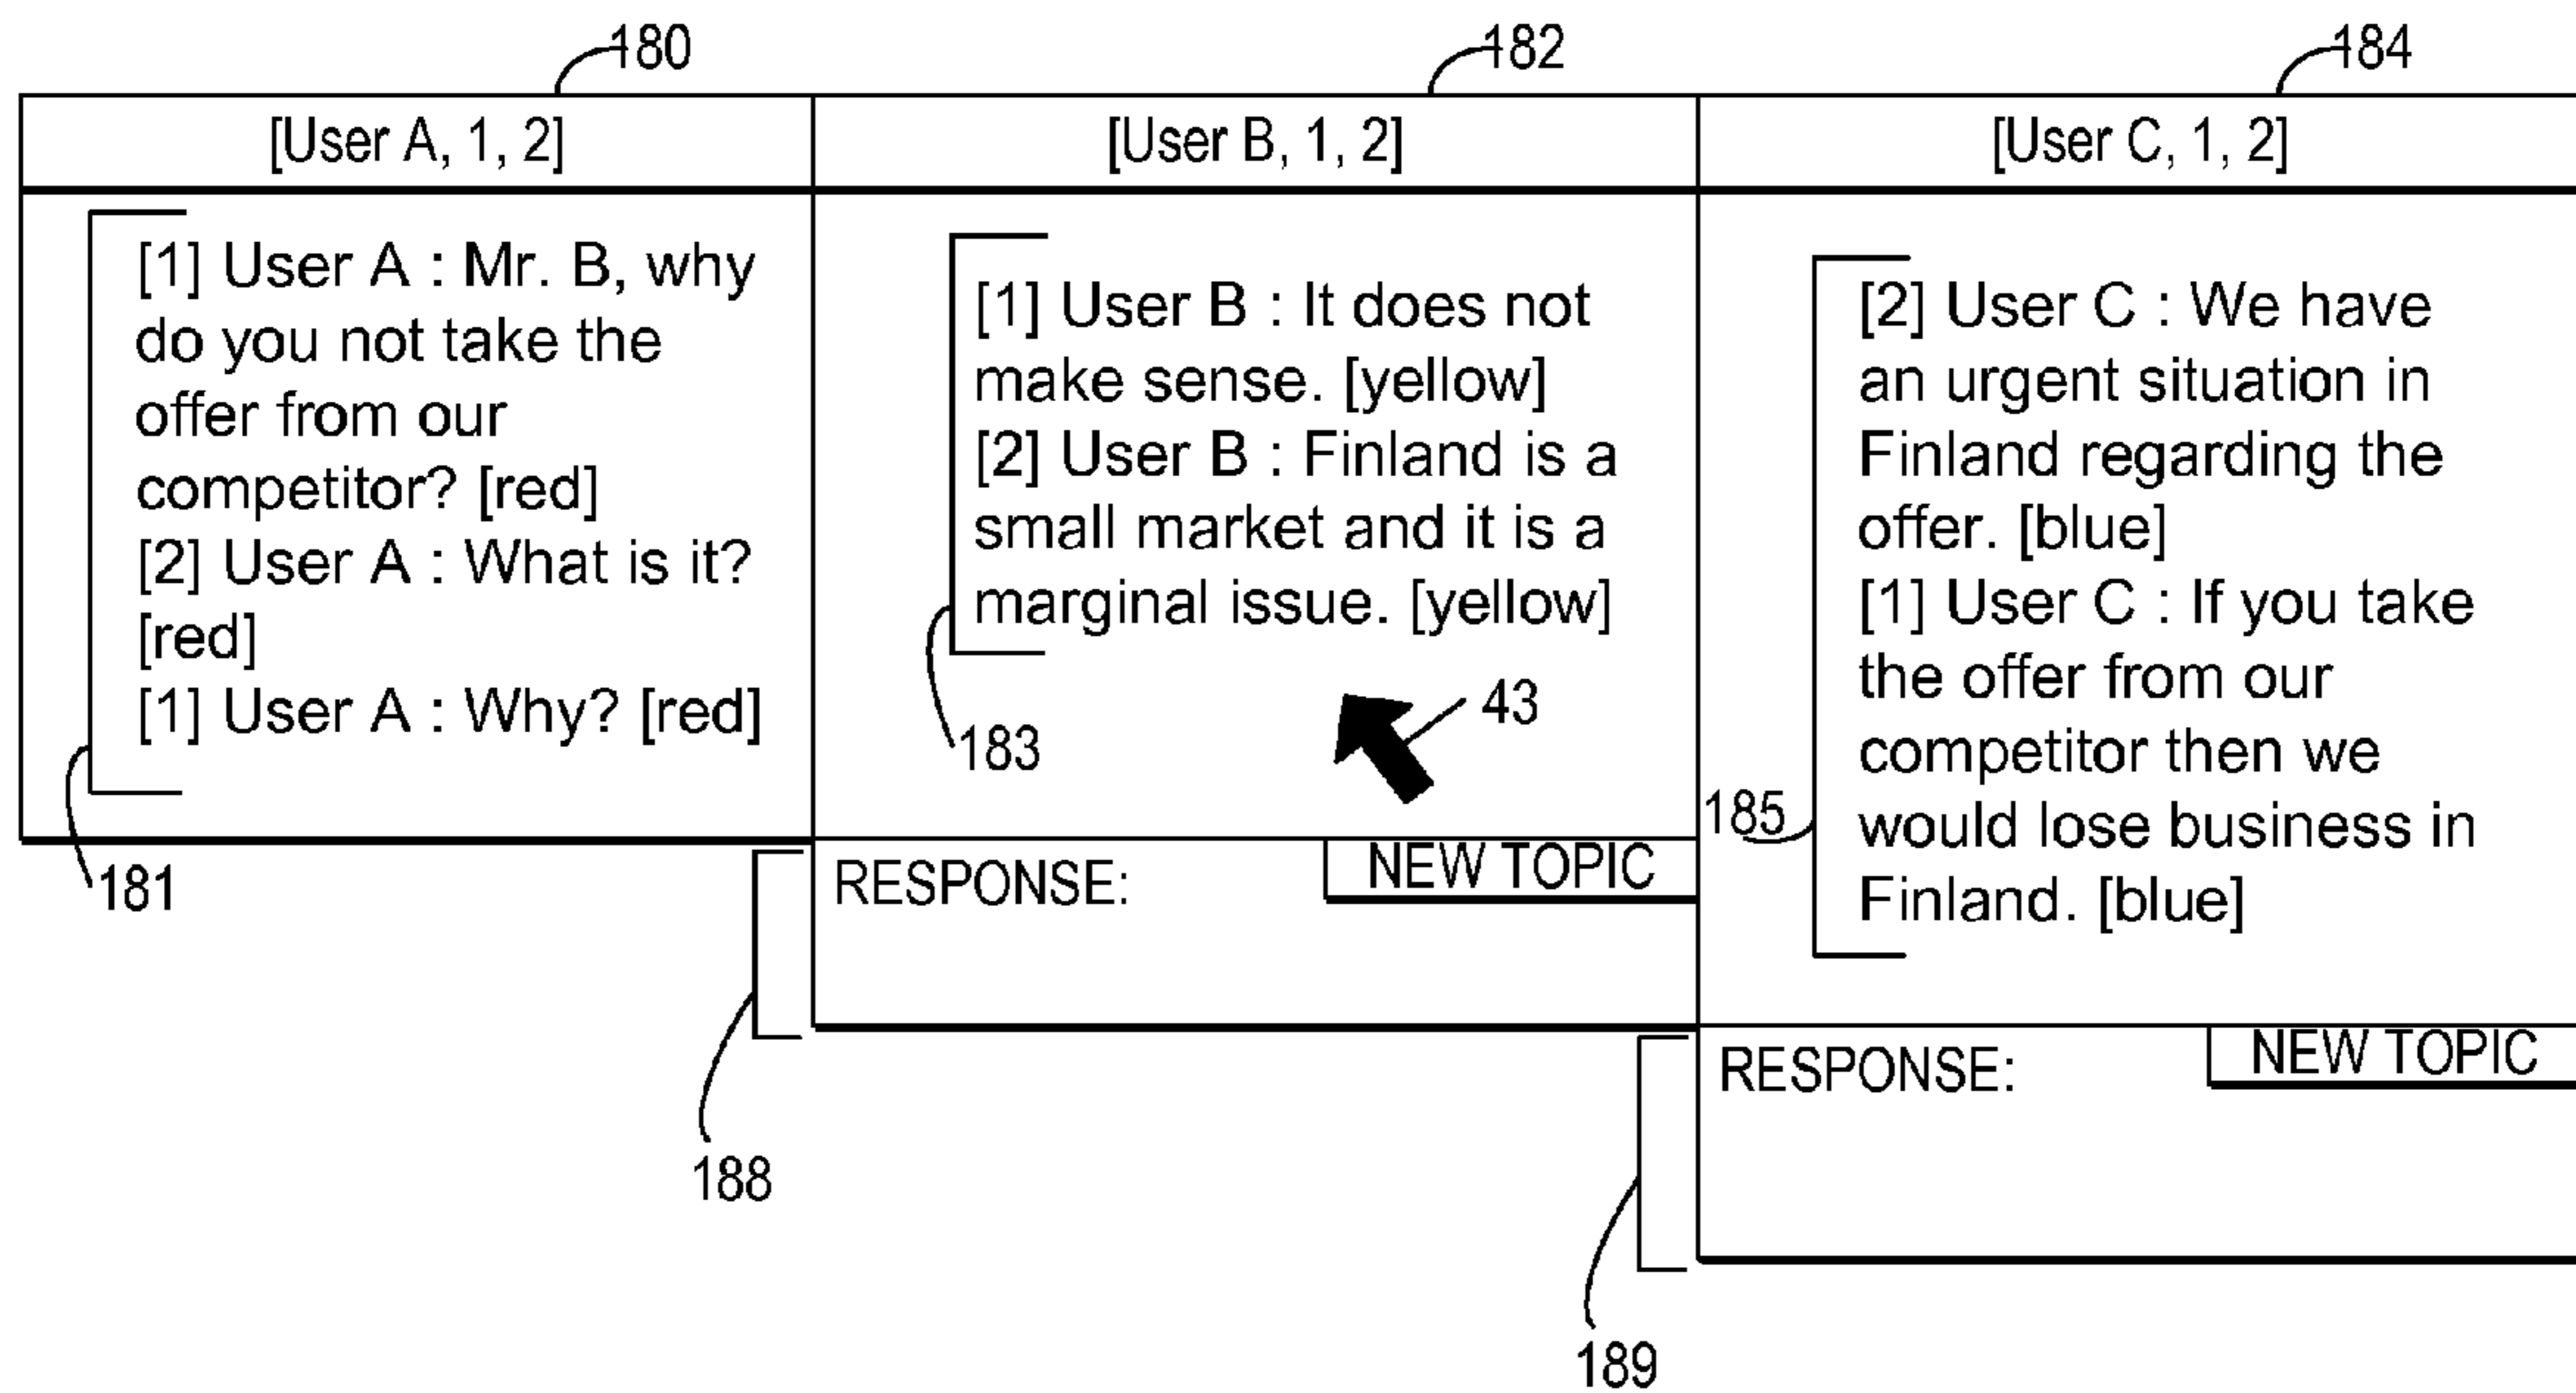 180
182
184
[User A, 1, 2]
[User B, 1, 2]
[User C, 1, 2]
[1] User A : Mr. B, why
do you not take the
offer from our
competitor? [red]
[2] User A : What is it?
[red]
[1] User A : Why? [red]
181
[1] User B : It does not
make sense. [yellow]
[2] User B : Finland is a
small market and it is a
marginal issue. [yellow]
183
43
RESPONSE:
NEW TOPIC
188
[2] User C : We have
an urgent situation in
Finland regarding the
offer. [blue]
[1] User C : If you take
the offer from our
competitor then we
would lose business in
Finland. [blue]
185
RESPONSE:
NEW TOPIC
189